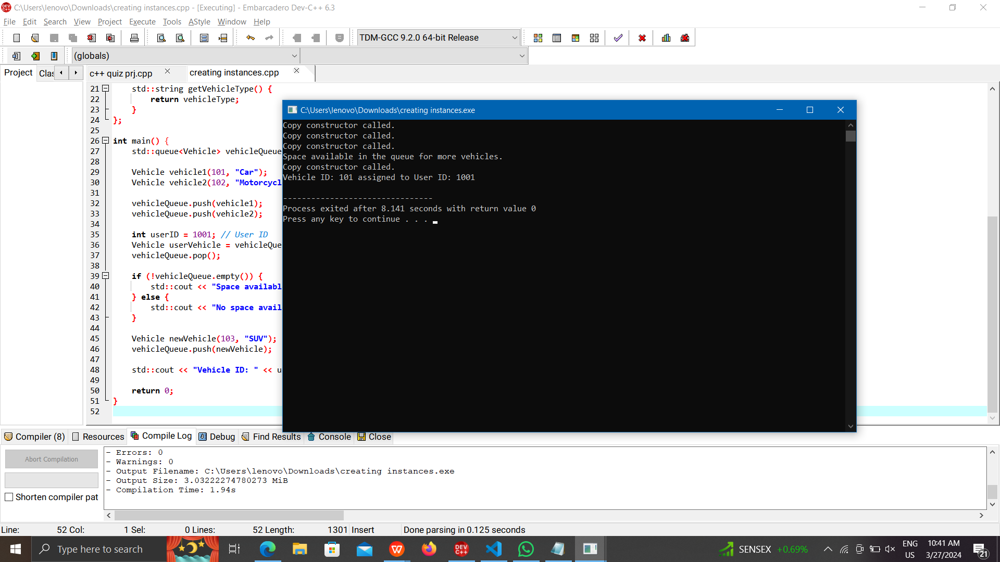 C:\Users\lenovo\Downloads\creating instances.cpp - [Executing] - Embarcadero Dev-C++ 6.3
File Edit Search View Project Execute Tools AStyle Window Help
TDM-GCC 9.2.0 64-bit Release
(globals)
Project Clas c++ quiz prj.cpp creating instances.cpp
21 std::string getVehicleType() {
22 return vehicleType;
23 }
24 };
25
26 int main() {
27 std::queue<Vehicle> vehicleQueue
28
29 Vehicle vehicle1(101, "Car");
30 Vehicle vehicle2(102, "Motorcycl
31
32 vehicleQueue.push(vehicle1);
33 vehicleQueue.push(vehicle2);
34
35 int userID = 1001; // User ID
36 Vehicle userVehicle = vehicleQue
37 vehicleQueue.pop();
38
39 if (!vehicleQueue.empty()) {
40 std::cout << "Space availabl
41 } else {
42 std::cout << "No space avail
43 }
44
45 Vehicle newVehicle(103, "SUV");
46 vehicleQueue.push(newVehicle);
47
48 std::cout << "Vehicle ID: " << u
49
50 return 0;
51 }
52
C:\Users\lenovo\Downloads\creating instances.exe
Copy constructor called.
Copy constructor called.
Copy constructor called.
Space available in the queue for more vehicles.
Copy constructor called.
Vehicle ID: 101 assigned to User ID: 1001
--------------------------------
Process exited after 8.141 seconds with return value 0
Press any key to continue . . .
Compiler (8) Resources Compile Log Debug Find Results Console Close
Abort Compilation
Shorten compiler pat
- Errors: 0
- Warnings: 0
- Output Filename: C:\Users\lenovo\Downloads\creating instances.exe
- Output Size: 3.03222274780273 MiB
- Compilation Time: 1.94s
Line: 52 Col: 1 Sel: 0 Lines: 52 Length: 1301 Insert Done parsing in 0.125 seconds
Type here to search
DEV C++
SENSEX +0.69%
ENG
US
10:41 AM
3/27/2024
21